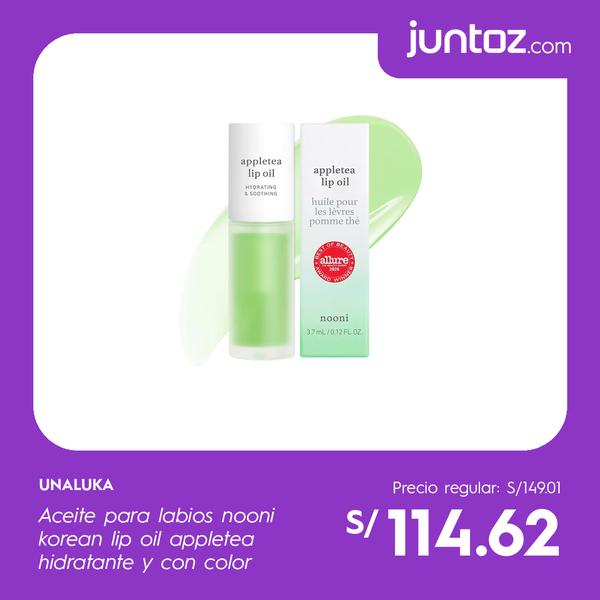 juntoz.com
appletea
lip oil
HYDRATING
& SOOTHING
appletea
lip oil
huile pour
les lèvres
pomme thé
BEST OF BEAUTY
allure
2020
AWARD WINNER
nooni
3.7 mL / 0.12 FL. OZ.
UNALUKA
Aceite para labios nooni
korean lip oil appletea
hidratante y con color
Precio regular: S/149.01
S/ 114.62